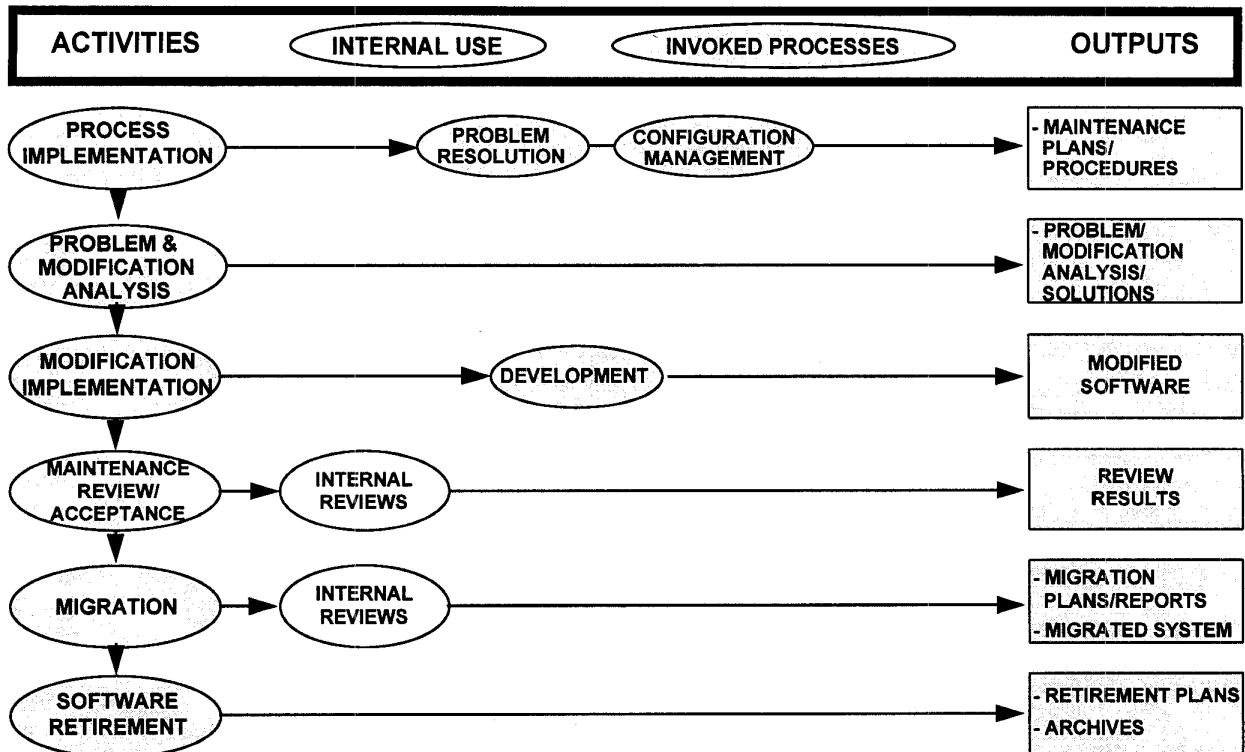 ACTIVITIES
INTERNAL USE
INVOKED PROCESSES
OUTPUTS
PROCESS
IMPLEMENTATION
PROBLEM
RESOLUTION
CONFIGURATION
MANAGEMENT
- MAINTENANCE
PLANS/
PROCEDURES
PROBLEM &
MODIFICATION
ANALYSIS
- PROBLEM/
MODIFICATION
ANALYSIS/
SOLUTIONS
MODIFICATION
IMPLEMENTATION
DEVELOPMENT
MODIFIED
SOFTWARE
MAINTENANCE
REVIEW/
ACCEPTANCE
INTERNAL
REVIEWS
REVIEW
RESULTS
MIGRATION
INTERNAL
REVIEWS
- MIGRATION
PLANS/REPORTS
- MIGRATED SYSTEM
SOFTWARE
RETIREMENT
- RETIREMENT PLANS
- ARCHIVES